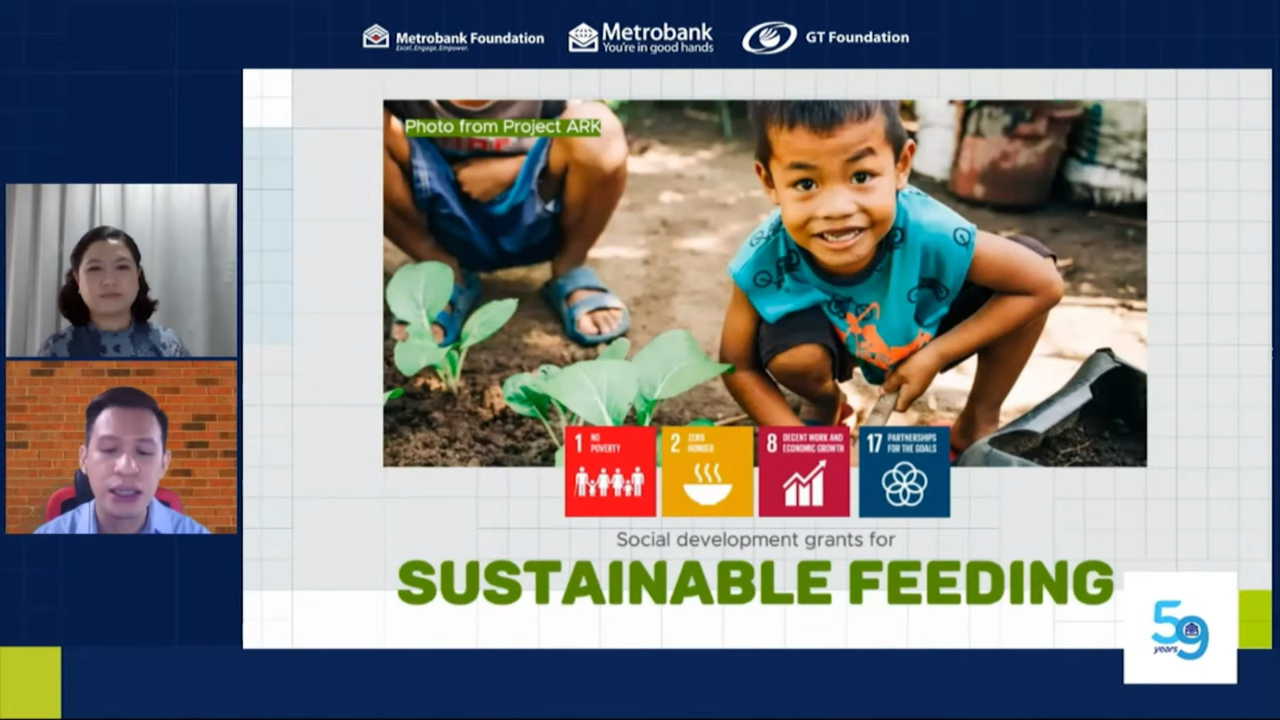 Metrobank Foundation
Excel. Engage. Empower.
Metrobank
You're in good hands
GT Foundation
Photo from Project ARK
1 NO POVERTY
2 ZERO HUNGER
8 DECENT WORK AND ECONOMIC GROWTH
17 PARTNERSHIPS FOR THE GOALS
Social development grants for
SUSTAINABLE FEEDING
59
years